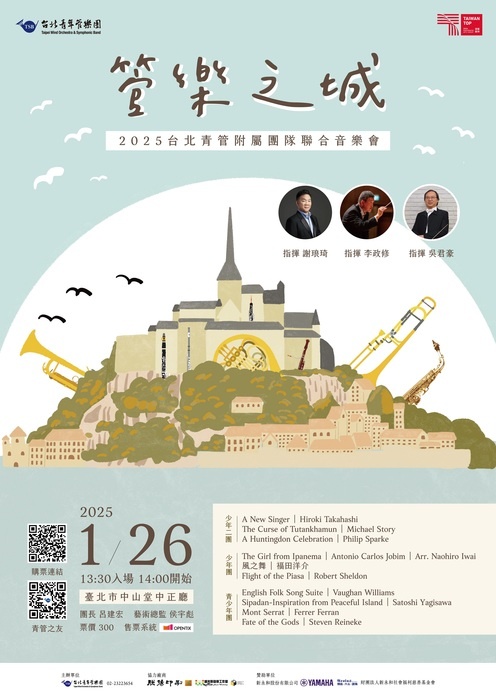 台北青年管樂團
Taipei Wind Orchestra & Symphonic Band
TAIWAN
TOP
管樂之城
2025台北青管附屬團隊聯合音樂會
指揮 謝琅琦
指揮 李政修
指揮 吳君豪
2025
1/26
13:30入場 14:00開始
臺北市中山堂中正廳
團長 呂建宏 藝術總監 侯宇彪
票價 300 售票系統 OPENTIX
購票連結
青管之友
少年二團
A New Singer | Hiroki Takahashi
The Curse of Tutankhamun | Michael Story
A Huntingdon Celebration | Philip Sparke
少年團
The Girl from Ipanema | Antonio Carlos Jobim | Arr. Naohiro Iwai
風之舞 | 福田洋介
Flight of the Piasa | Robert Sheldon
青少年團
English Folk Song Suite | Vaughan Williams
Sipadan-Inspiration from Peaceful Island | Satoshi Yagisawa
Mont Serrat | Ferrer Ferran
Fate of the Gods | Steven Reineke
主辦單位
台北青年管樂團 02-23223654
協力廠商
贊助單位
YAMAHA